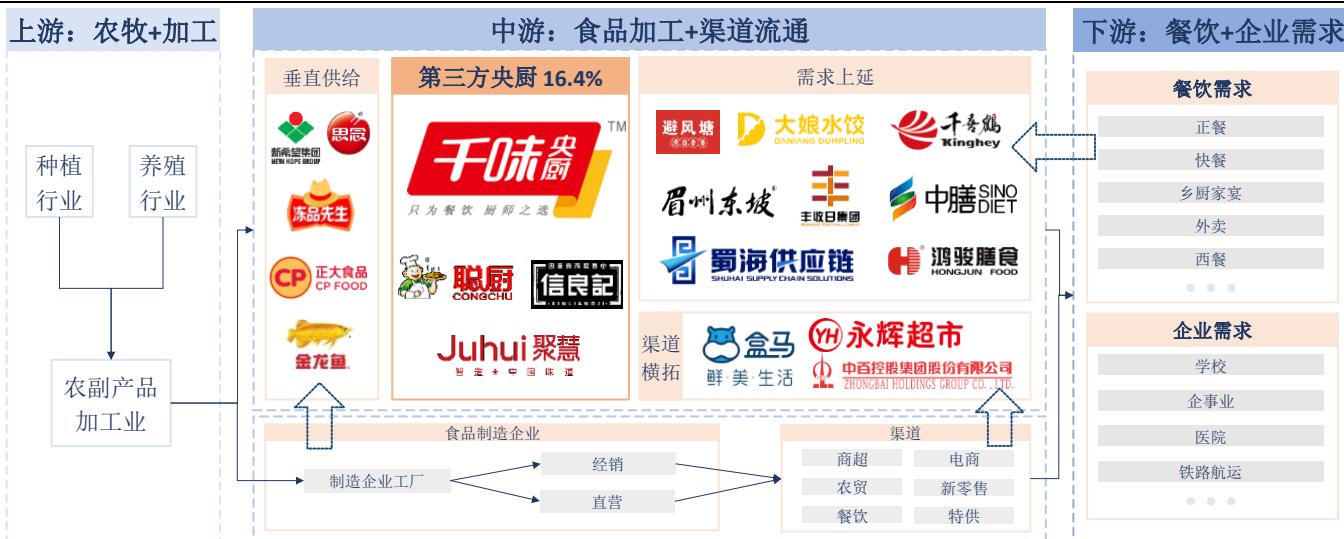 上游：农牧+加工
种植
行业
养殖
行业
农副产品
加工业
中游：食品加工+渠道流通
垂直供给
新希望集团
NEW HOPE GROUP
思念
冻品先生
CP
正大食品
CP FOOD
金龙鱼
第三方央厨 16.4%
千味央厨
TM
只为餐饮 厨师之选
聪厨
CONGCHU
信良記
Juhui 聚慧
智造★中国味道
需求上延
避风塘
大娘水饺
DANIANG DUMPLING
千喜鹤
Kinghey
眉州东坡
丰收日集团
中膳 SINO DIET
蜀海供应链
SHUHAI SUPPLY CHAIN SOLUTIONS
鸿骏膳食
HONGJUN FOOD
渠道
横拓
盒马
鲜·美·生活
YH 永辉超市
中百控股集团股份有限公司
ZHONGBAI HOLDINGS GROUP CO.,LTD.
食品制造企业
制造企业工厂
经销
直营
渠道
商超
电商
农贸
新零售
餐饮
特供
下游：餐饮+企业需求
餐饮需求
正餐
快餐
乡厨家宴
外卖
西餐
企业需求
学校
企事业
医院
铁路航运